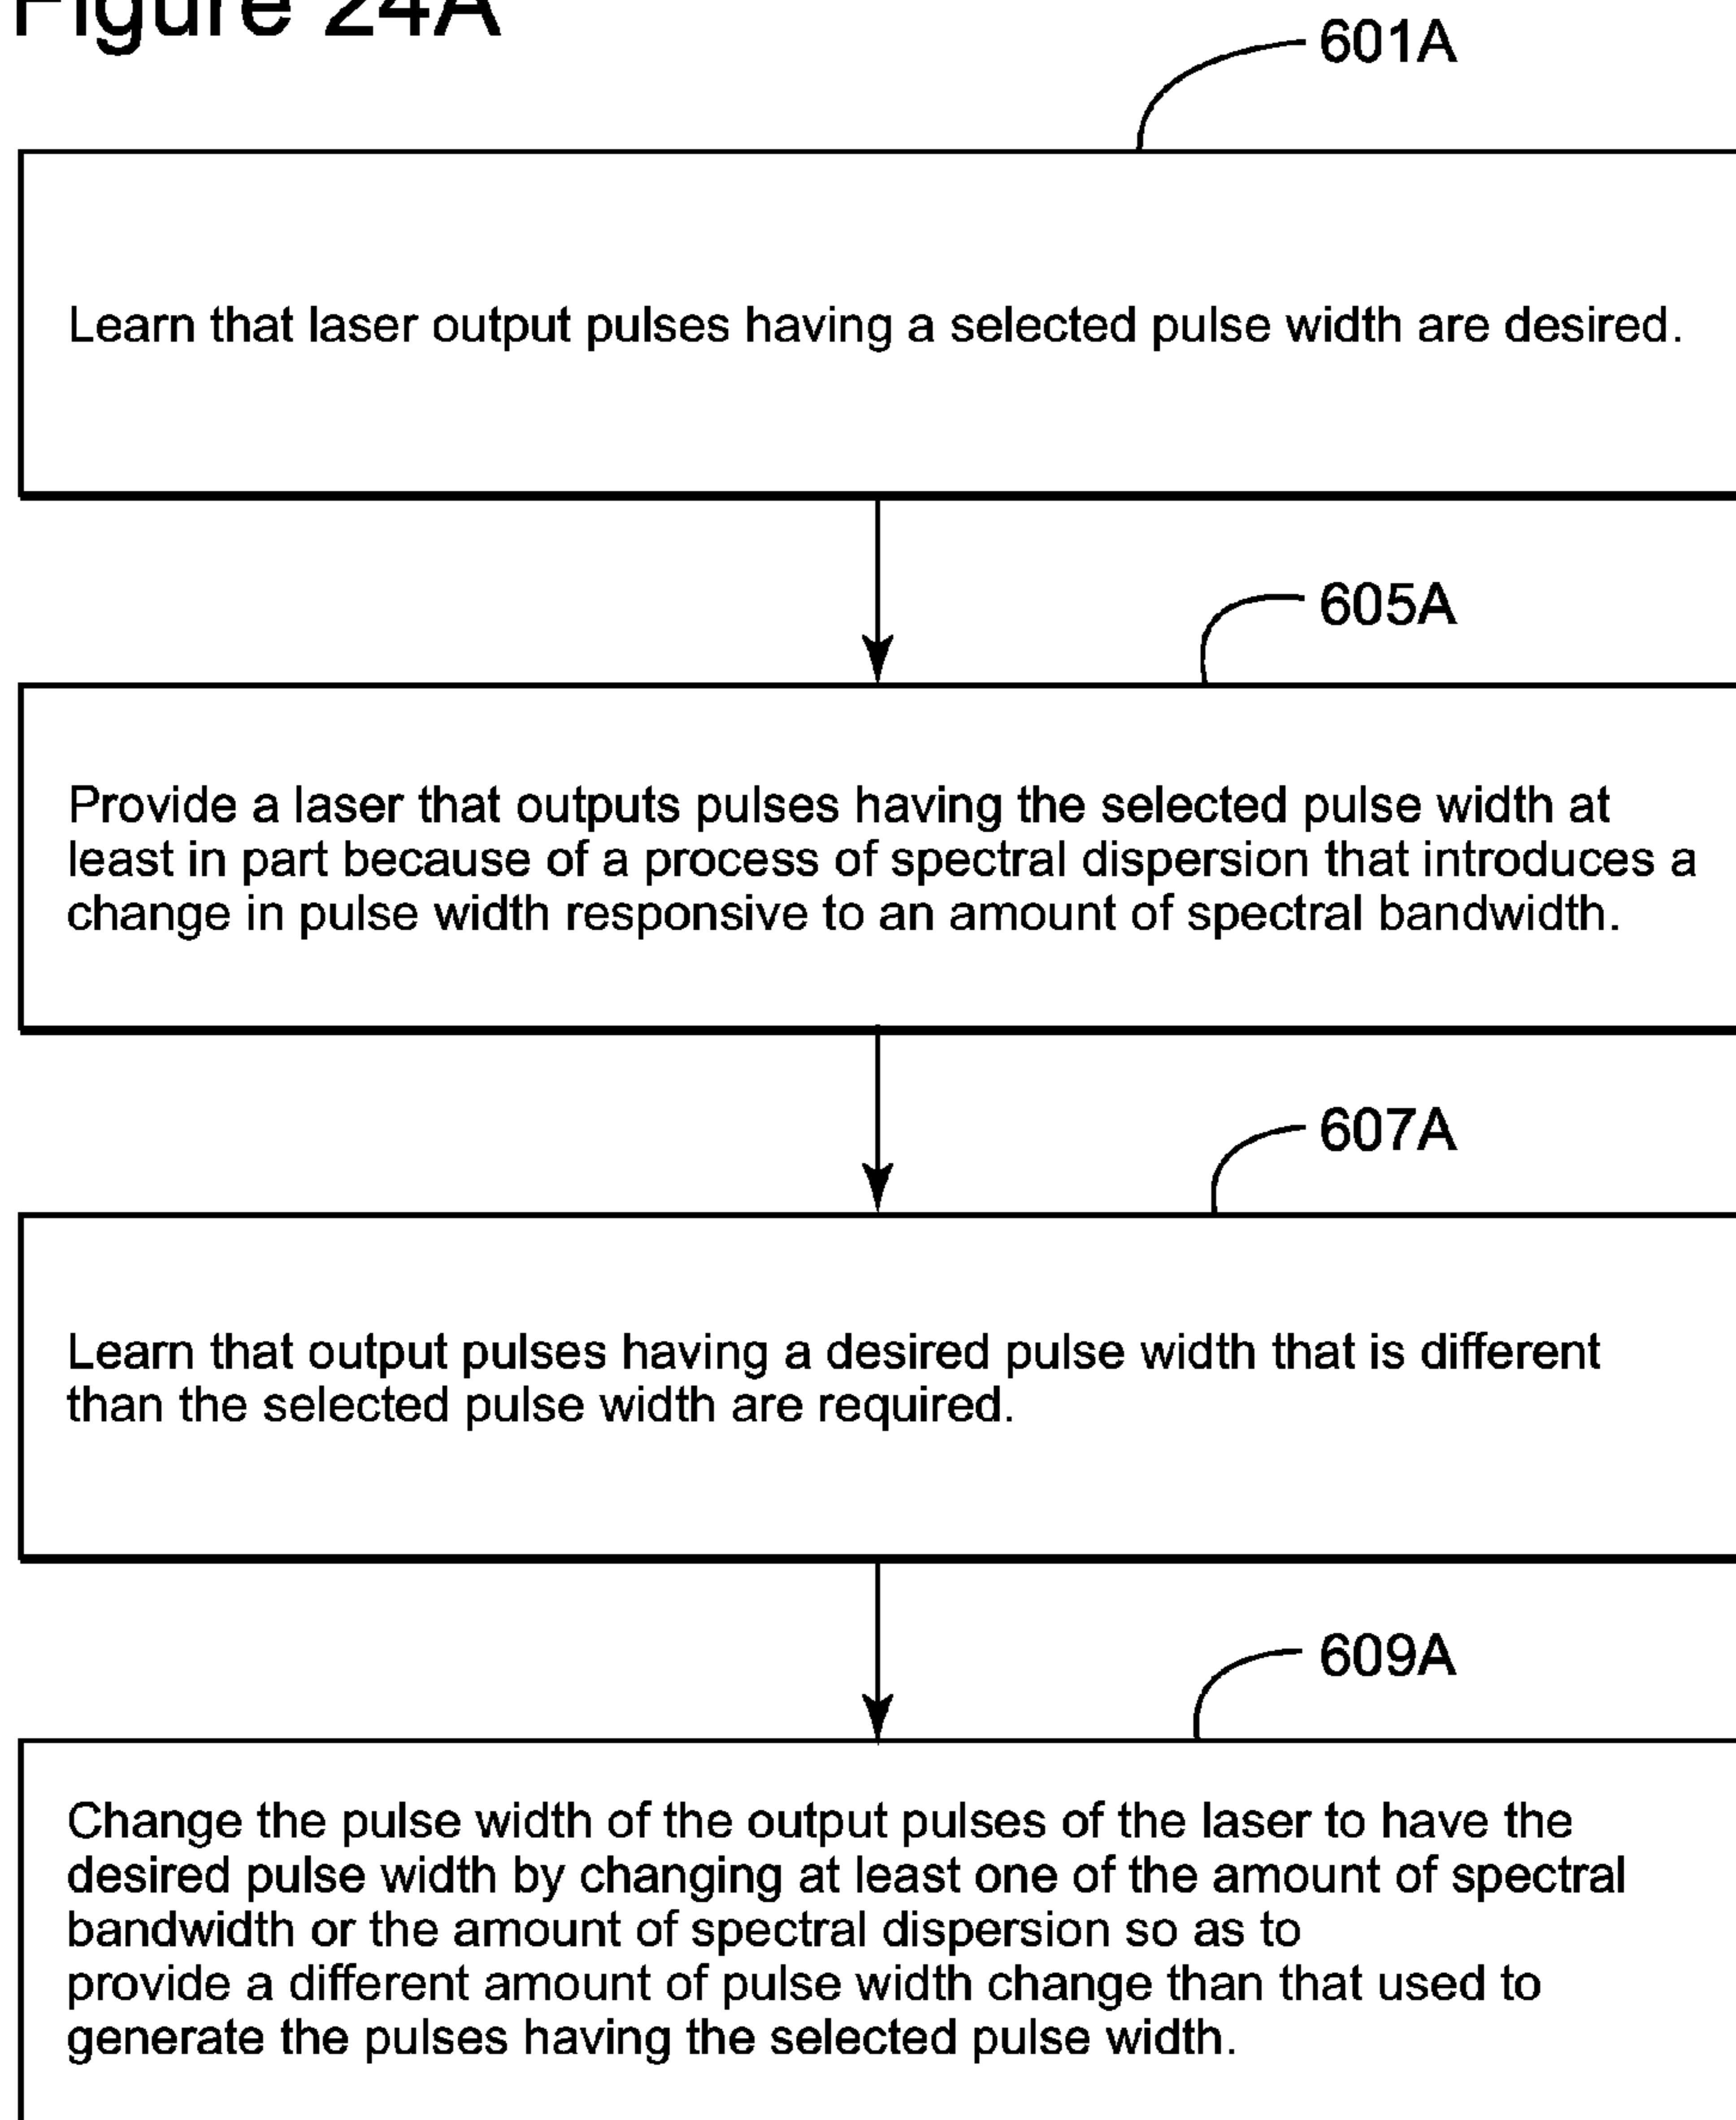 Figure 24A
601A
Learn that laser output pulses having a selected pulse width are desired.
605A
Provide a laser that outputs pulses having the selected pulse width at
least in part because of a process of spectral dispersion that introduces a
change in pulse width responsive to an amount of spectral bandwidth.
607A
Learn that output pulses having a desired pulse width that is different
than the selected pulse width are required.
609A
Change the pulse width of the output pulses of the laser to have the
desired pulse width by changing at least one of the amount of spectral
bandwidth or the amount of spectral dispersion so as to
provide a different amount of pulse width change than that used to
generate the pulses having the selected pulse width.